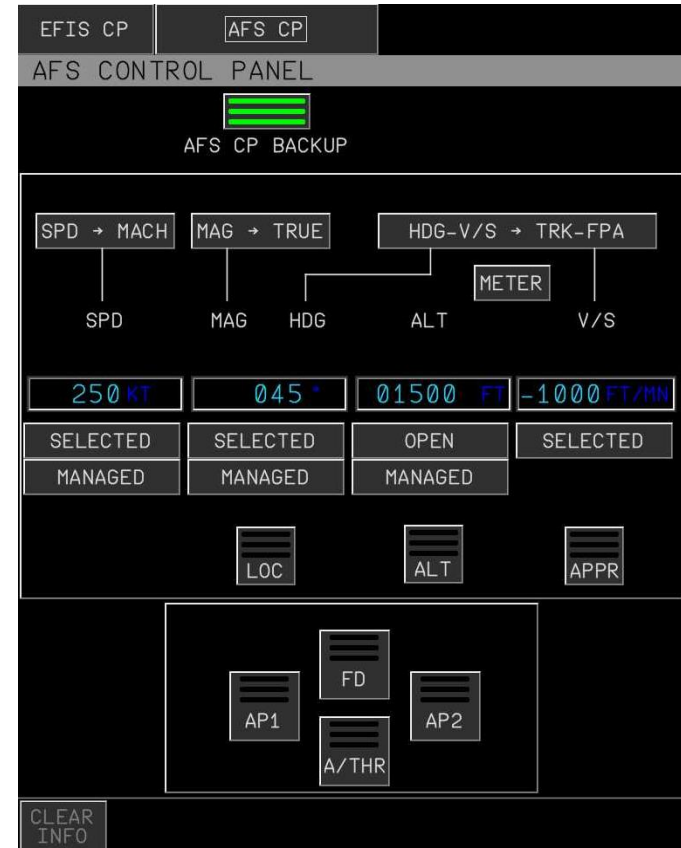 EFIS CP AFS CP
AFS CONTROL PANEL
AFS CP BACKUP
SPD → MACH MAG → TRUE HDG-V/S → TRK-FPA
METER
SPD MAG HDG ALT V/S
250 KT 045 ° 01500 FT -1000 FT/MN
SELECTED SELECTED OPEN SELECTED
MANAGED MANAGED MANAGED
LOC ALT APPR
FD
AP1 AP2
A/THR
CLEAR
INFO